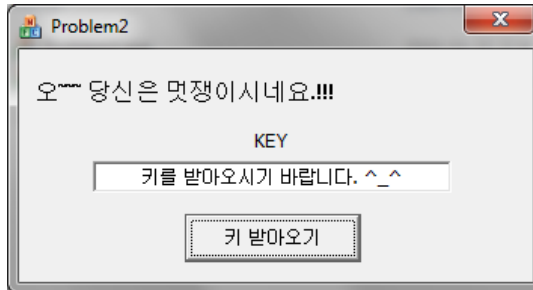 Problem2
오~~~ 당신은 멋쟁이시네요.!!!
KEY
키를 받아오시기 바랍니다. ^_^
키 받아오기